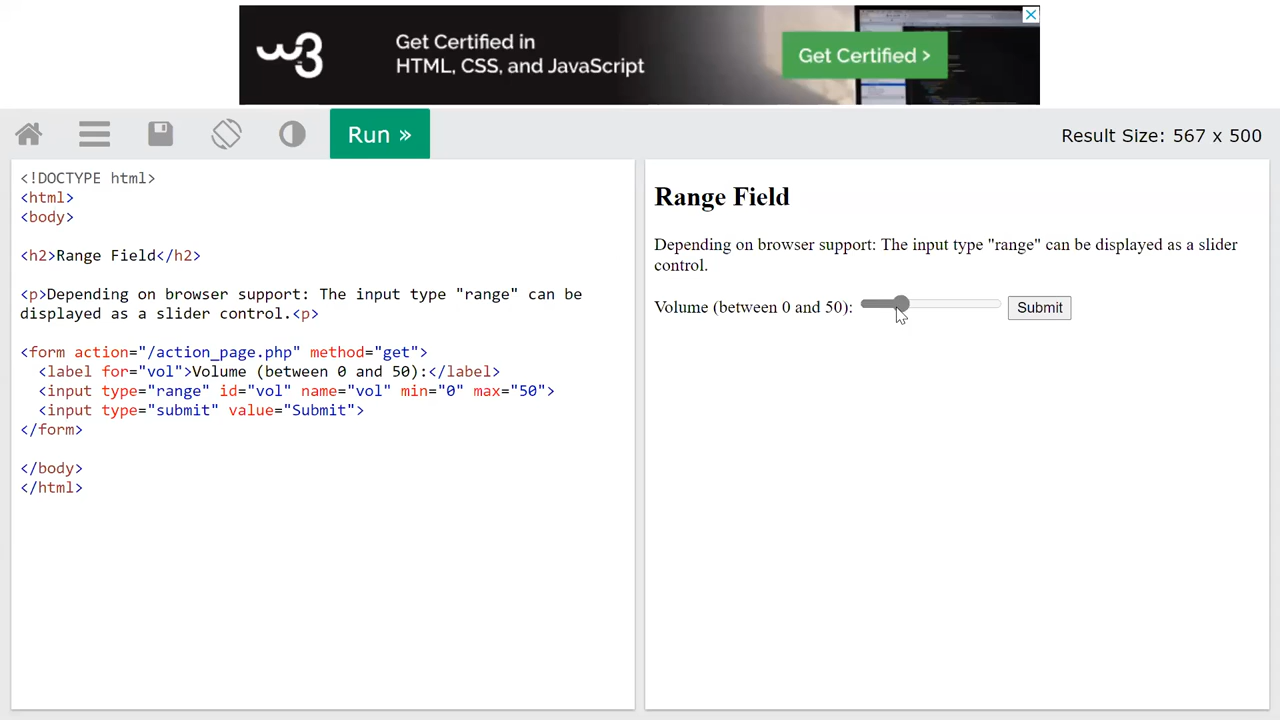 W3
Get Certified in
HTML, CSS, and JavaScript
Get Certified >
Run »
Result Size: 567 x 500
<!DOCTYPE html>
<html>
<body>
<h2>Range Field</h2>
<p>Depending on browser support: The input type "range" can be
displayed as a slider control.<p>
<form action="/action_page.php" method="get">
<label for="vol">Volume (between 0 and 50):</label>
<input type="range" id="vol" name="vol" min="0" max="50">
<input type="submit" value="Submit">
</form>
</body>
</html>
Range Field
Depending on browser support: The input type "range" can be displayed as a slider
control.
Volume (between 0 and 50): Submit